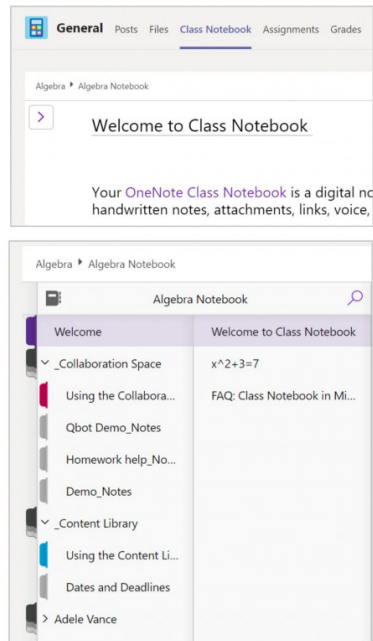 General Posts Files Class Notebook Assignments Grades
Algebra Algebra Notebook
Welcome to Class Notebook
Your OneNote Class Notebook is a digital
handwritten notes, attachments, links, voice,
Algebra Algebra Notebook
Algebra Notebook
Welcome
Welcome to Class Notebook
_Collaboration Space
x^2+3=7
Using the Collabora...
FAQ: Class Notebook in Mi...
Qbot Demo_Notes
Homework help_No...
Demo_Notes
_Content Library
Using the Content Li...
Dates and Deadlines
Adele Vance